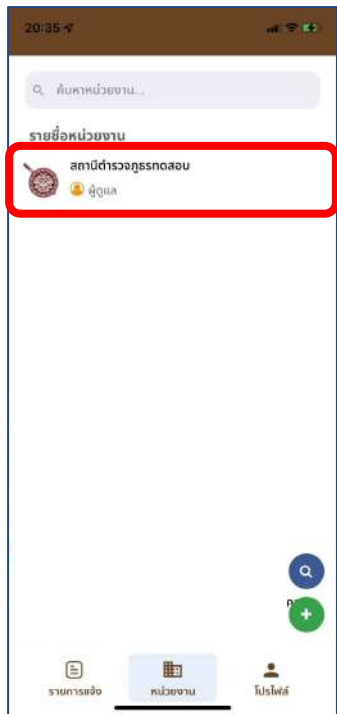 20:35
ค้นหาหน่วยงาน...
รายชื่อหน่วยงาน
สถานีตำรวจภูธรทดสอบ
ผู้ดูแล
รายการแจ้ง
หน่วยงาน
โปรไฟล์